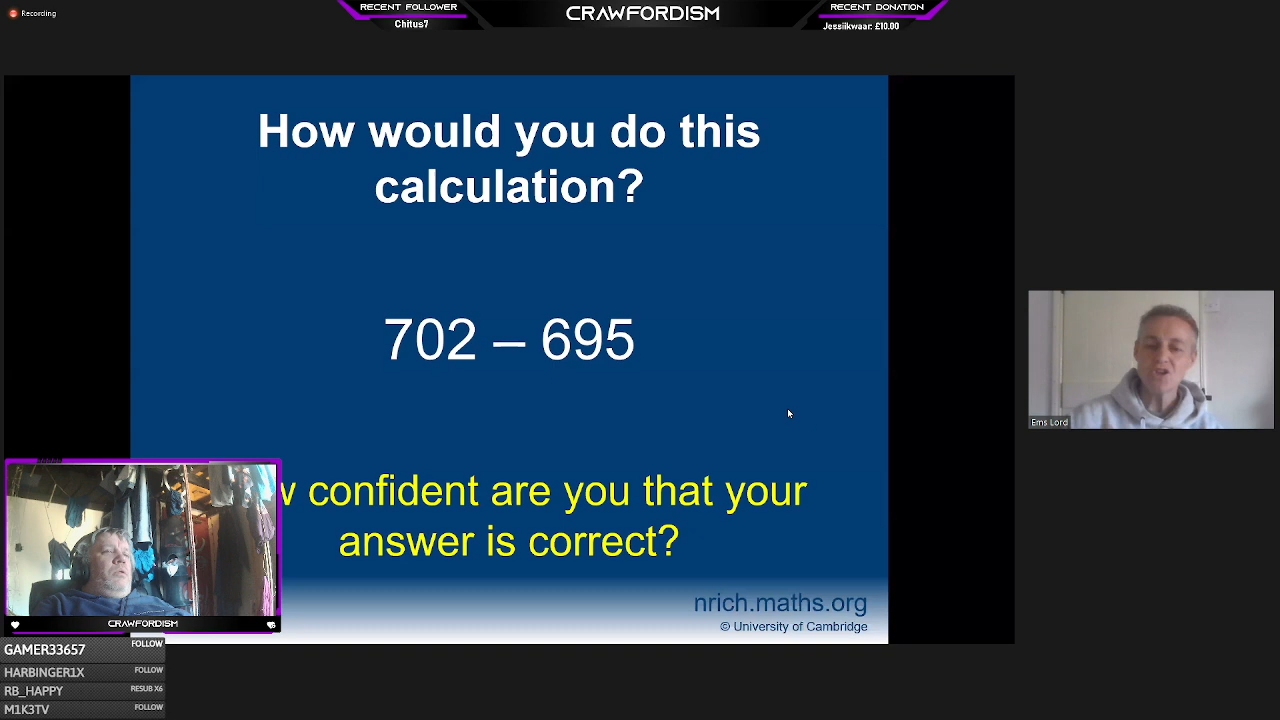 Recording
RECENT FOLLOWER
Chitus7
CRAWFORDISM
RECENT DONATION
Jessiikwaar: £10.00
How would you do this
calculation?
702 – 695
w confident are you that your
answer is correct?
nrich.maths.org
© University of Cambridge
Ems Lord
CRAWFORDISM
GAMER33657 FOLLOW
HARBINGER1X FOLLOW
RB_HAPPY RESUB X6
M1K3TV FOLLOW